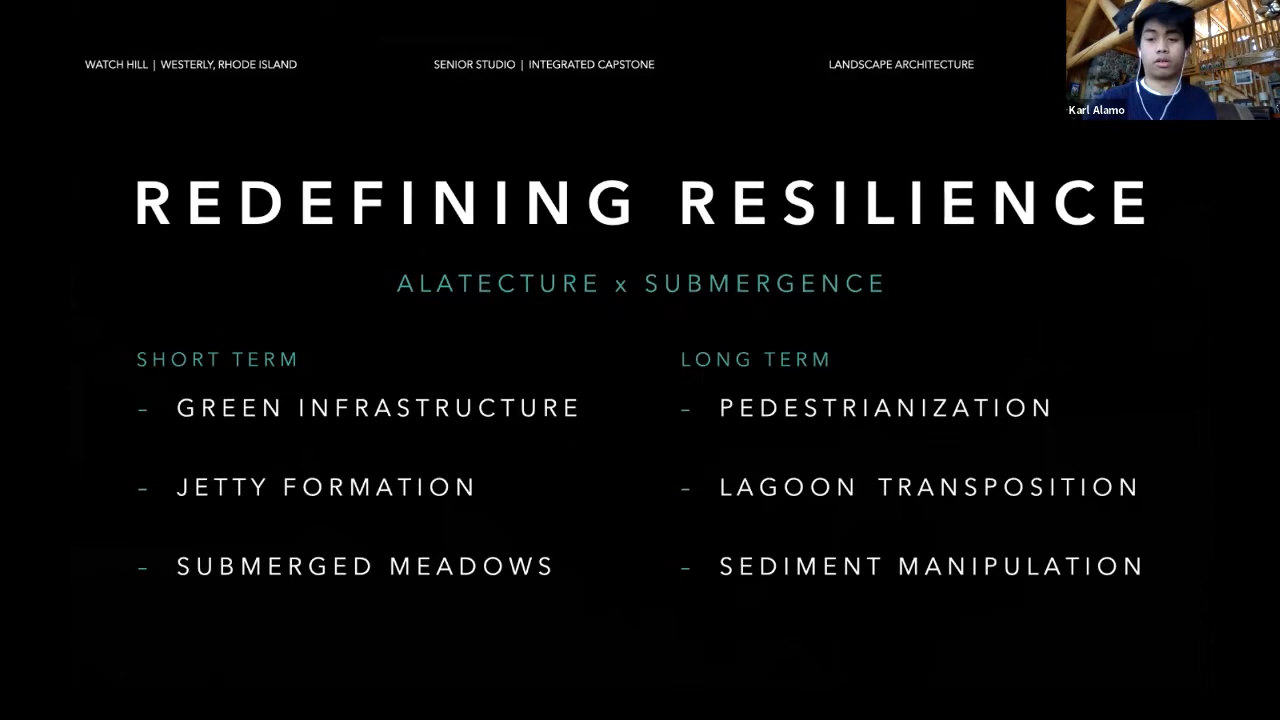 WATCH HILL | WESTERLY, RHODE ISLAND
SENIOR STUDIO | INTEGRATED CAPSTONE
LANDSCAPE ARCHITECTURE
Karl Alamo
REDEFINING RESILIENCE
ALATECTURE x SUBMERGENCE
SHORT TERM
- GREEN INFRASTRUCTURE
- JETTY FORMATION
- SUBMERGED MEADOWS
LONG TERM
- PEDESTRIANIZATION
- LAGOON TRANSPOSITION
- SEDIMENT MANIPULATION